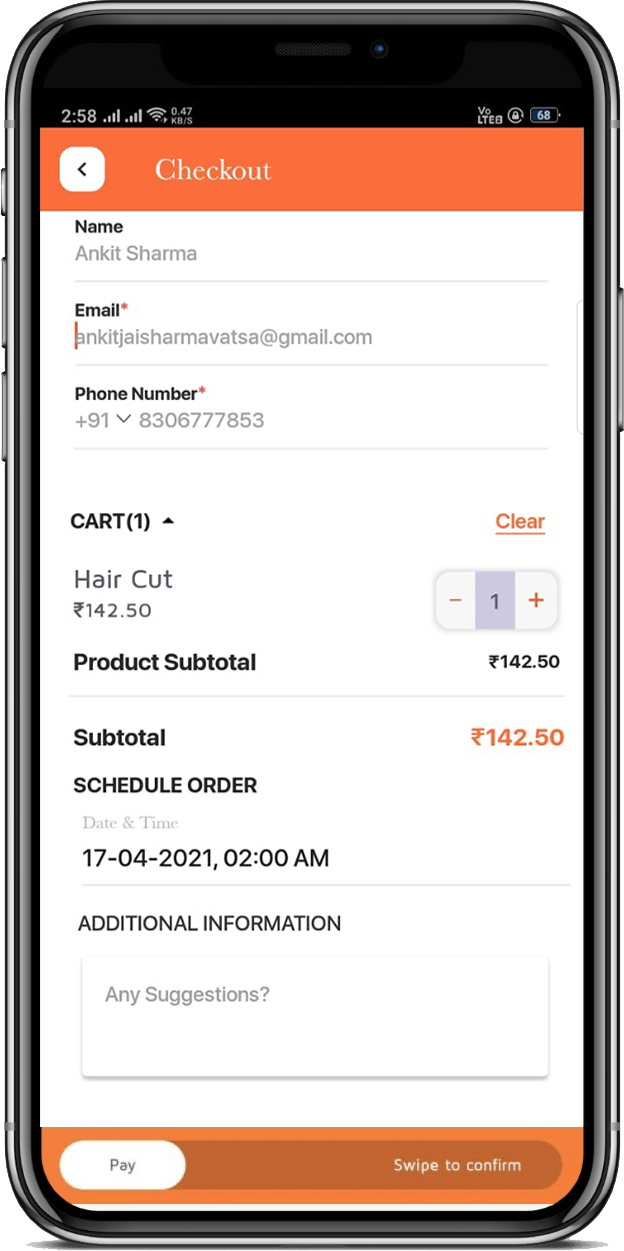 2:58 0.47 KB/S Vo LTE 68
Checkout
Name
Ankit Sharma
Email*
ankitjaisharmavatsa@gmail.com
Phone Number*
+91 8306777853
CART(1) Clear
Hair Cut
₹142.50
− 1 +
Product Subtotal ₹142.50
Subtotal ₹142.50
SCHEDULE ORDER
Date & Time
17-04-2021, 02:00 AM
ADDITIONAL INFORMATION
Any Suggestions?
Pay Swipe to confirm